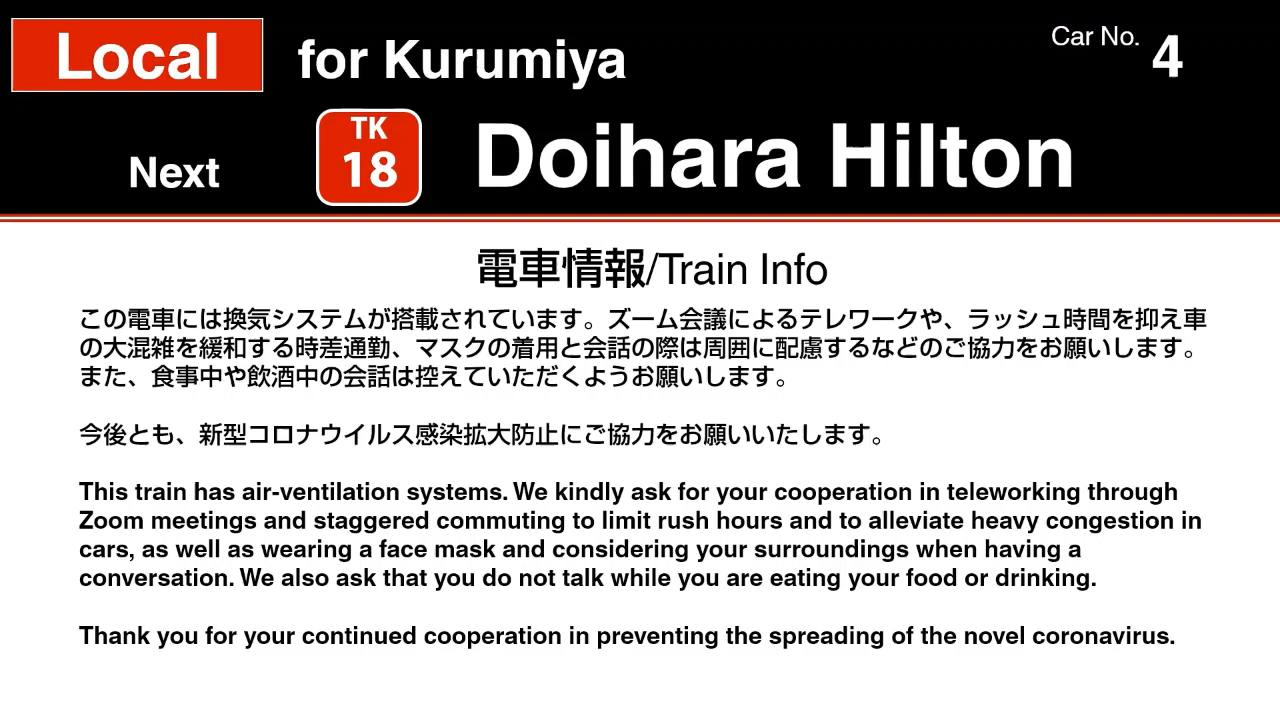 Local
for Kurumiya
Car No. 4
Next
TK
18
Doihara Hilton
電車情報/Train Info
この電車には換気システムが搭載されています。ズーム会議によるテレワークや、ラッシュ時間を抑え車
の大混雑を緩和する時差通勤、マスクの着用と会話の際は周囲に配慮するなどのご協力をお願いします。
また、食事中や飲酒中の会話は控えていただくようお願いします。
今後とも、新型コロナウイルス感染拡大防止にご協力をお願いいたします。
This train has air-ventilation systems. We kindly ask for your cooperation in teleworking through
Zoom meetings and staggered commuting to limit rush hours and to alleviate heavy congestion in
cars, as well as wearing a face mask and considering your surroundings when having a
conversation. We also ask that you do not talk while you are eating your food or drinking.
Thank you for your continued cooperation in preventing the spreading of the novel coronavirus.